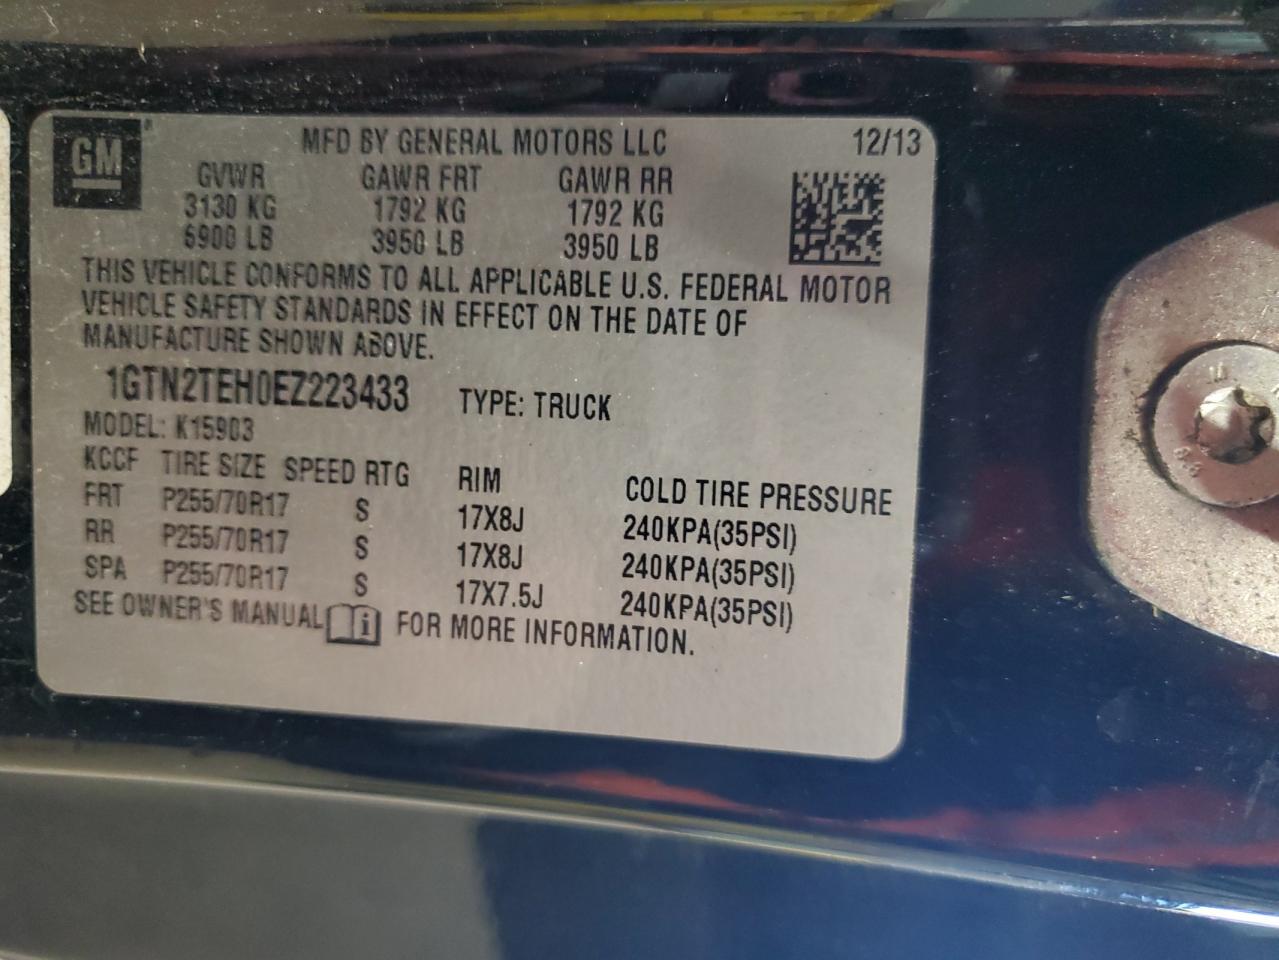 GM
MFD BY GENERAL MOTORS LLC 12/13
GVWR GAWR FRT GAWR RR
3130 KG 1792 KG 1792 KG
6900 LB 3950 LB 3950 LB
THIS VEHICLE CONFORMS TO ALL APPLICABLE U.S. FEDERAL MOTOR
VEHICLE SAFETY STANDARDS IN EFFECT ON THE DATE OF
MANUFACTURE SHOWN ABOVE.
1GTN2TEH0EZ223433 TYPE: TRUCK
MODEL: K15903
KCCF TIRE SIZE SPEED RTG RIM COLD TIRE PRESSURE
FRT P255/70R17 S 17X8J 240KPA(35PSI)
RR P255/70R17 S 17X8J 240KPA(35PSI)
SPA P255/70R17 S 17X7.5J 240KPA(35PSI)
SEE OWNER'S MANUAL i FOR MORE INFORMATION.